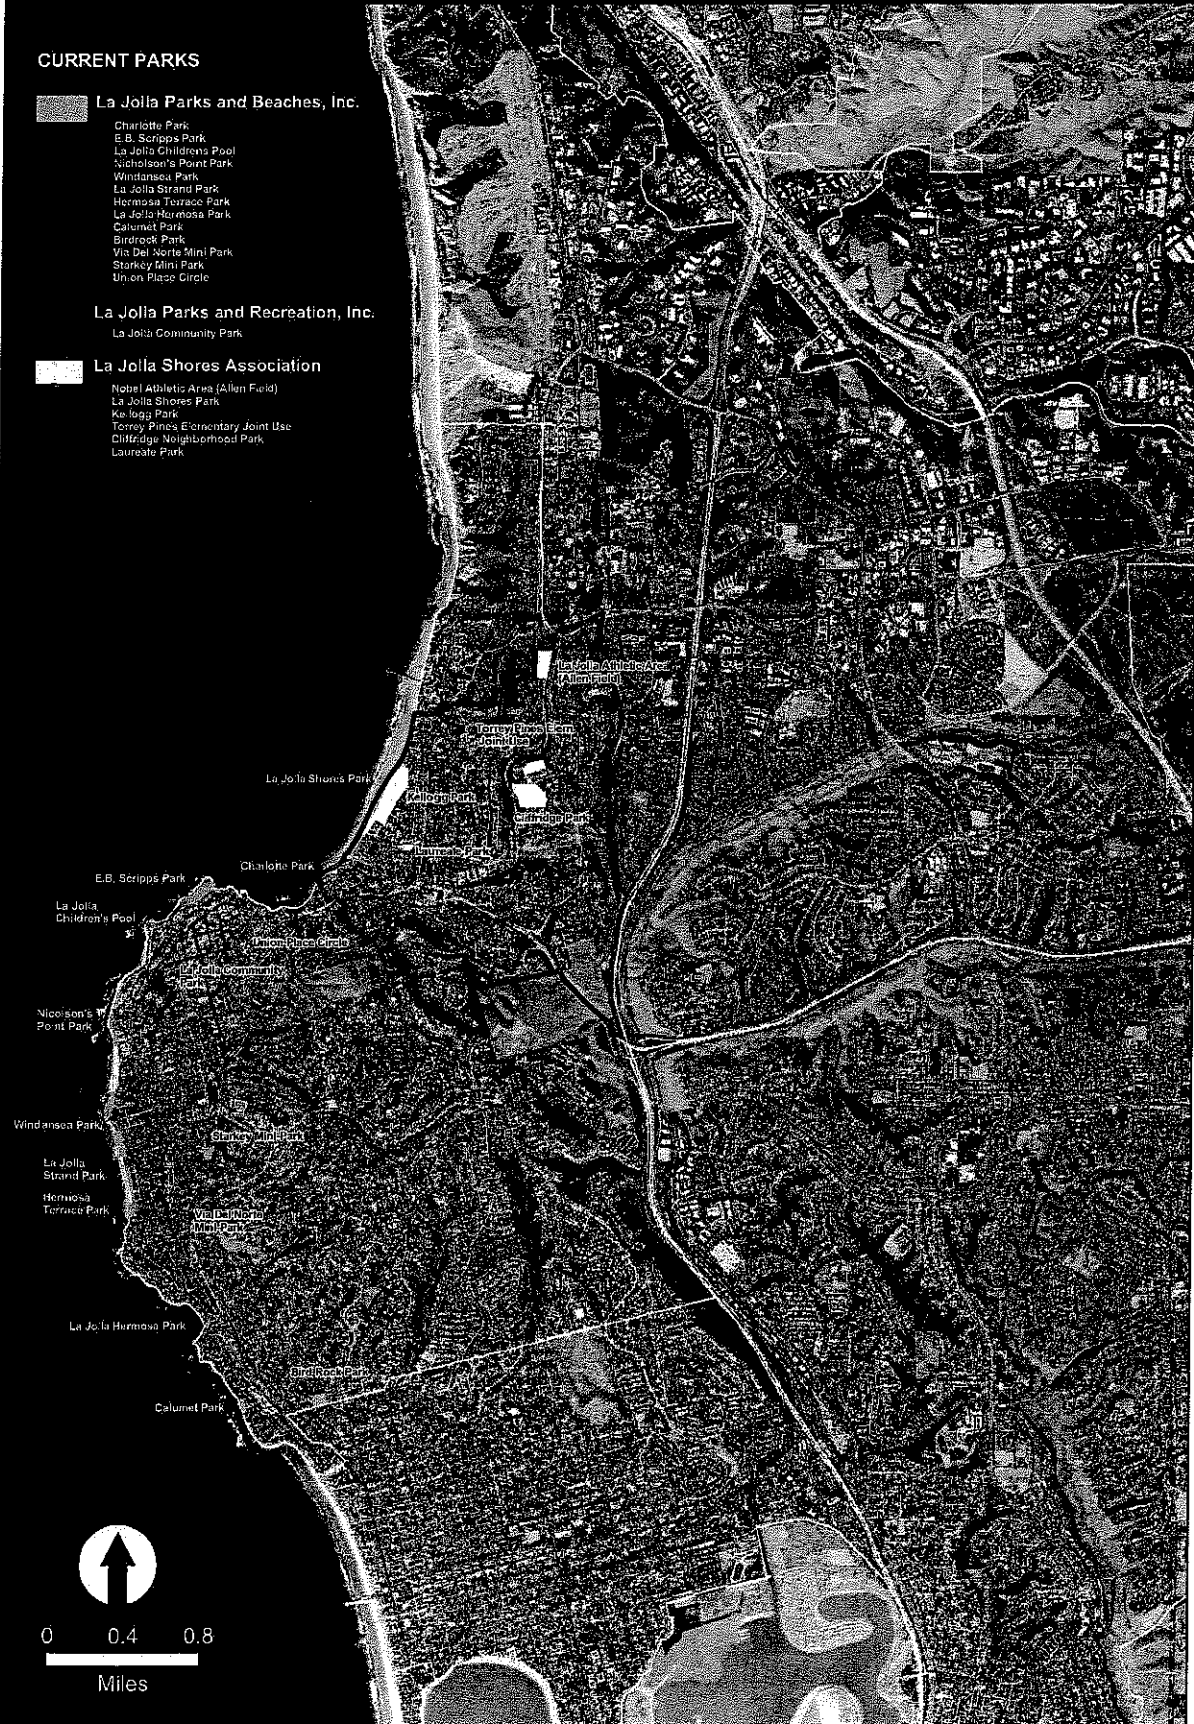 CURRENT PARKS
La Jolla Parks and Beaches, Inc.
Charlotte Park
E.B. Scripps Park
La Jolla Childrens Pool
Nicholson's Point Park
Windansea Park
La Jolla Strand Park
Hermosa Terrace Park
La Jolla Hermosa Park
Calumet Park
Birdrock Park
Via Del Norte Mini Park
Starkey Mini Park
Union Place Circle
La Jolla Parks and Recreation, Inc.
La Jolla Community Park
La Jolla Shores Association
Nobel Athletic Area (Allen Field)
La Jolla Shores Park
Kellogg Park
Torrey Pines Elementary Joint Use
Cliffridge Neighborhood Park
Laureate Park
La Jolla Athletic Area
(Allen Field)
Torrey Pines Elem
Joint Use
La Jolla Shores Park
Kellogg Park
Cliffridge Park
Laureate Park
Charlotte Park
E.B. Scripps Park
La Jolla
Children's Pool
Union Place Circle
La Jolla Community
Park
Nicolson's
Point Park
Windansea Park
Starkey Mini-Park
La Jolla
Strand Park
Hermosa
Terrace Park
Via Del Norte
Mini-Park
La Jolla Hermosa Park
Bird Rock Park
Calumet Park
0 0.4 0.8
Miles